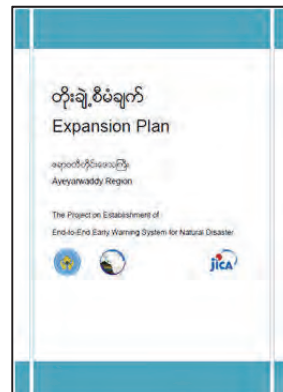 တိုးချဲ့စီမံချက်
Expansion Plan
ဧရာဝတီတိုင်းဒေသကြီး
Ayeyarwaddy Region
The Project on Establishment of
End-to-End Early Warning System for Natural Disaster
jica